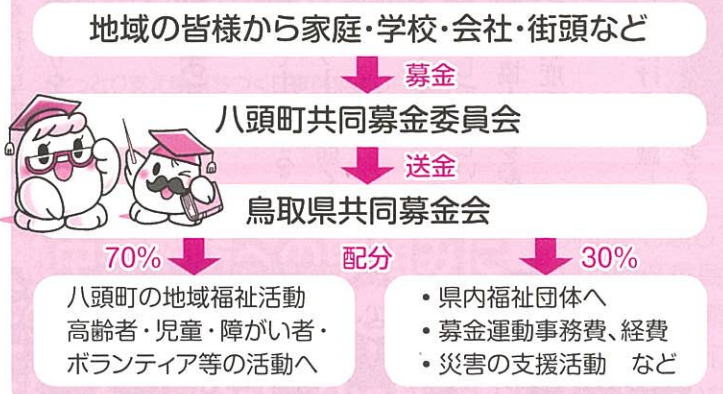 地域の皆様から家庭・学校・会社・街頭など
募金
八頭町共同募金委員会
送金
鳥取県共同募金会
70%
配分
30%
八頭町の地域福祉活動
高齢者・児童・障がい者・
ボランティア等の活動へ
・県内福祉団体へ
・募金運動事務費、経費
・災害の支援活動 など